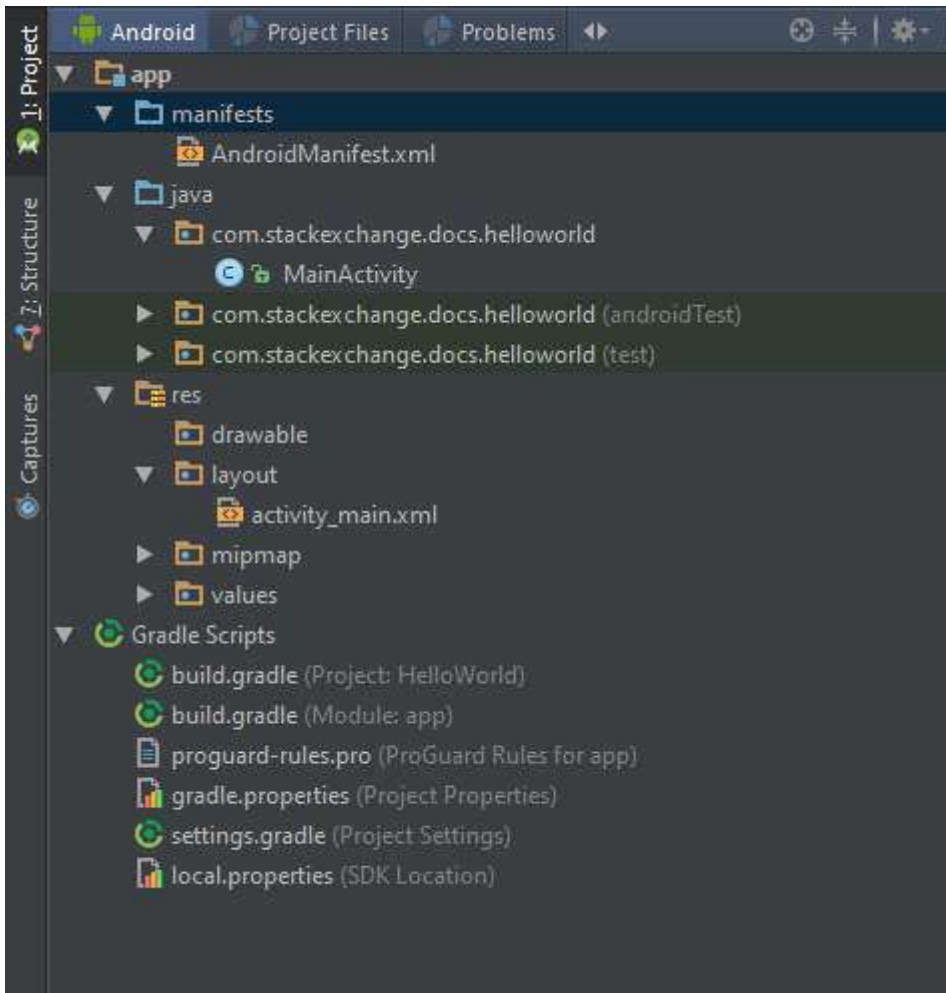 Android Project Files Problems
1: Project
7: Structure
Captures
app
manifests
AndroidManifest.xml
java
com.stackexchange.docs.helloworld
MainActivity
com.stackexchange.docs.helloworld (androidTest)
com.stackexchange.docs.helloworld (test)
res
drawable
layout
activity_main.xml
mipmap
values
Gradle Scripts
build.gradle (Project: HelloWorld)
build.gradle (Module: app)
proguard-rules.pro (ProGuard Rules for app)
gradle.properties (Project Properties)
settings.gradle (Project Settings)
local.properties (SDK Location)